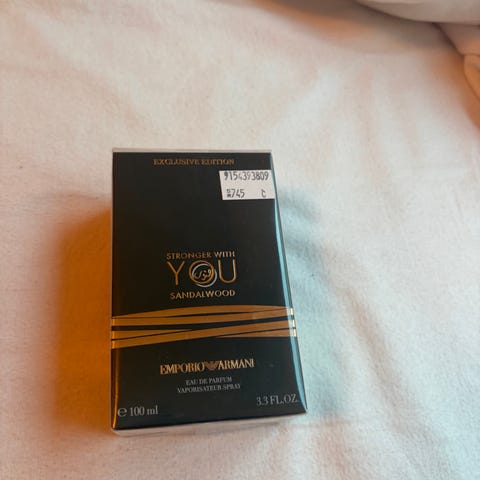 EXCLUSIVE EDITION
9154393809
745 C
STRONGER WITH
YOU
SANDALWOOD
EMPORIO ARMANI
EAU DE PARFUM
VAPORISATEUR SPRAY
℮ 100 ml
3.3 FL.OZ.